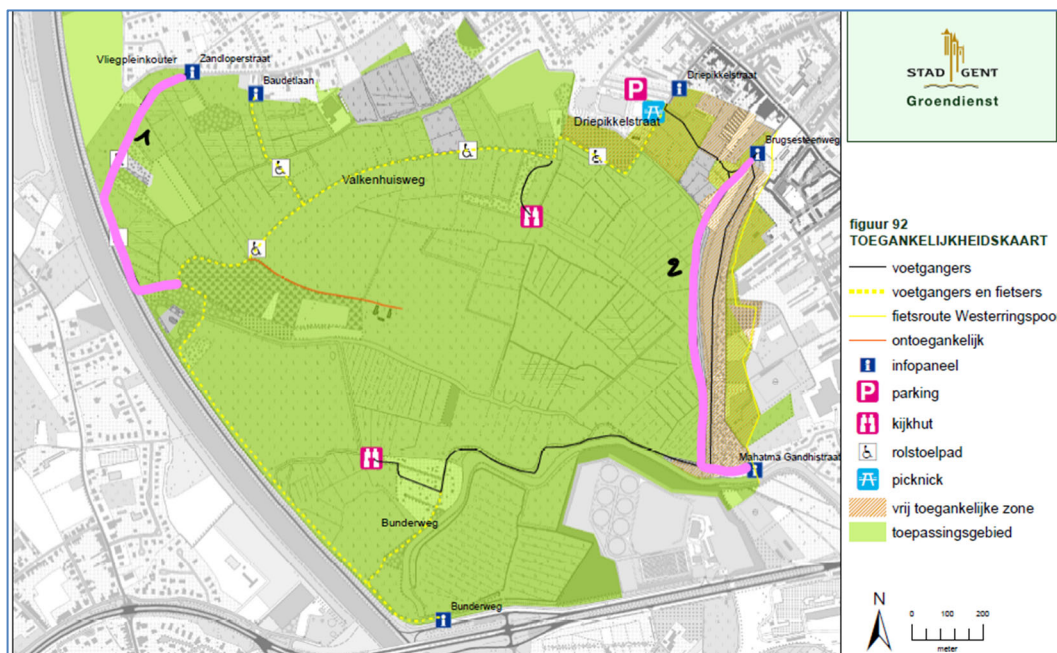 Vliegpleinkouter
Zandloperstraat
Baudetlaan
1
Driepikkelstraat
P
Driepikkelstraat
Brugsesteenweg
Valkenhuisweg
2
Mahatma Gandhistraat
Bunderweg
Bunderweg
STAD GENT
Groendienst
figuur 92
TOEGANKELIJKHEIDSKAART
voetgangers
voetgangers en fietsers
fietsroute Westerringspoor
ontoegankelijk
i infopaneel
P parking
kijkhut
rolstoelpad
picknick
vrij toegankelijke zone
toepassingsgebied
N
0 100 200
meter